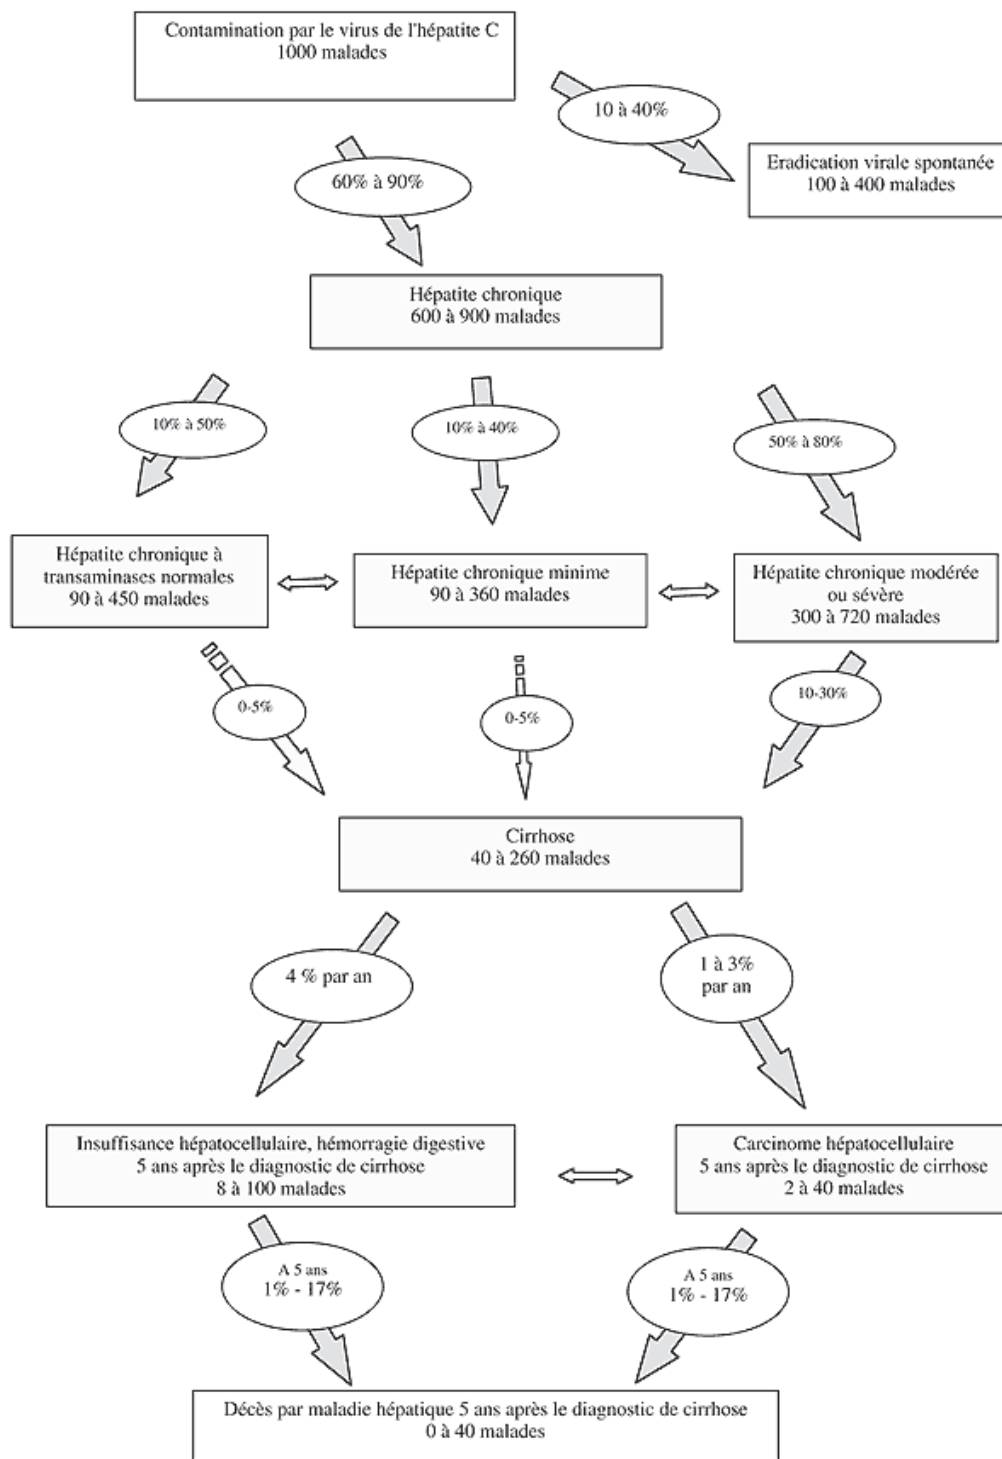 Contamination par le virus de l'hépatite C
1000 malades
10 à 40%
Eradication virale spontanée
100 à 400 malades
60% à 90%
Hépatite chronique
600 à 900 malades
10% à 50%
10% à 40%
50% à 80%
Hépatite chronique à
transaminases normales
90 à 450 malades
Hépatite chronique minime
90 à 360 malades
Hépatite chronique modérée
ou sévère
300 à 720 malades
0-5%
0-5%
10-30%
Cirrhose
40 à 260 malades
4 % par an
1 à 3%
par an
Insuffisance hépatocellulaire, hémorragie digestive
5 ans après le diagnostic de cirrhose
8 à 100 malades
Carcinome hépatocellulaire
5 ans après le diagnostic de cirrhose
2 à 40 malades
A 5 ans
1% - 17%
A 5 ans
1% - 17%
Décès par maladie hépatique 5 ans après le diagnostic de cirrhose
0 à 40 malades